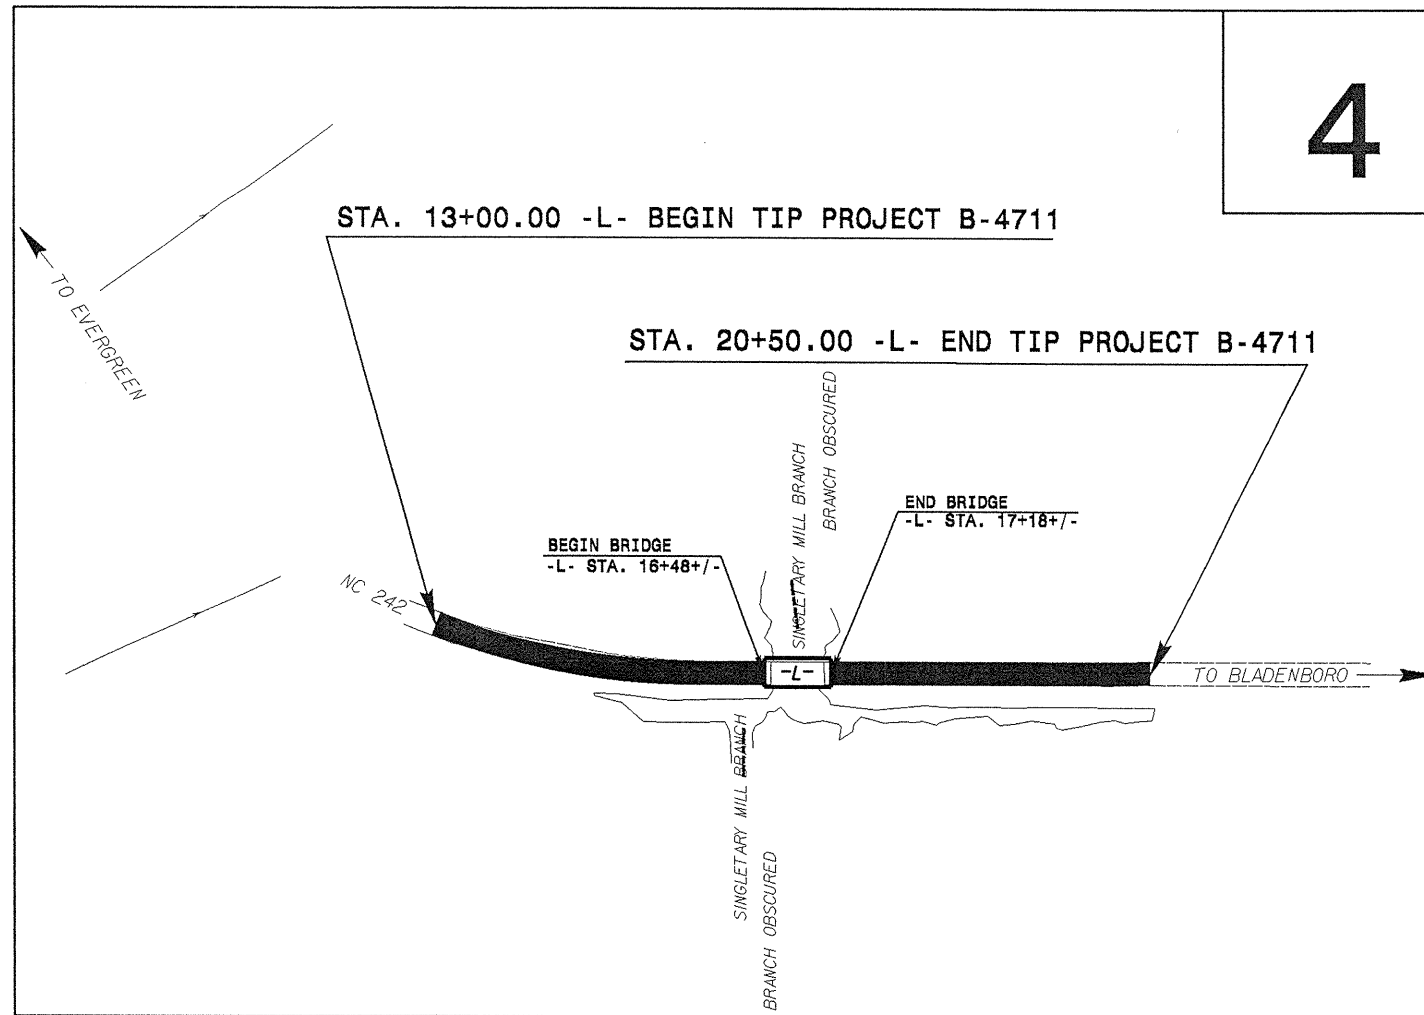 4
STA. 13+00.00 -L- BEGIN TIP PROJECT B-4711
TO EVERGREEN
STA. 20+50.00 -L- END TIP PROJECT B-4711
SINGLETARY MILL BRANCH
BRANCH OBSCURED
END BRIDGE
-L- STA. 17+18+/-
BEGIN BRIDGE
-L- STA. 16+48+/-
NC 242
-L-
TO BLADENBORO
SINGLETARY MILL BRANCH
BRANCH OBSCURED